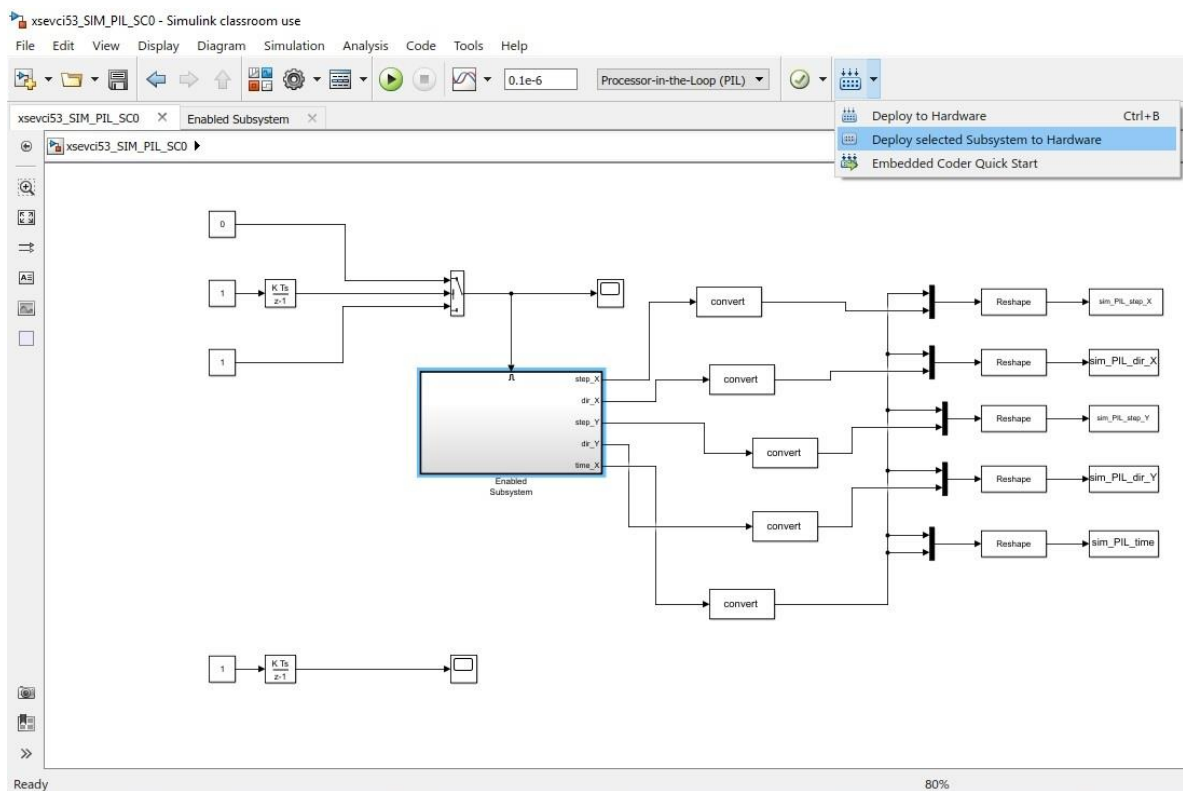 xsevci53_SIM_PIL_SC0 - Simulink classroom use
File Edit View Display Diagram Simulation Analysis Code Tools Help
0.1e-6 Processor-in-the-Loop (PIL)
xsevci53_SIM_PIL_SC0 Enabled Subsystem
Deploy to Hardware Ctrl+B
Deploy selected Subsystem to Hardware
Embedded Coder Quick Start
xsevci53_SIM_PIL_SC0
0
1
K Ts
z-1
1
convert
Reshape
sim_PIL_step_X
convert
Reshape
sim_PIL_dir_X
convert
Reshape
sim_PIL_step_Y
convert
Reshape
sim_PIL_dir_Y
convert
Reshape
sim_PIL_time
step_X
dir_X
step_Y
dir_Y
time_X
Enabled
Subsystem
1
K Ts
z-1
Ready 80%